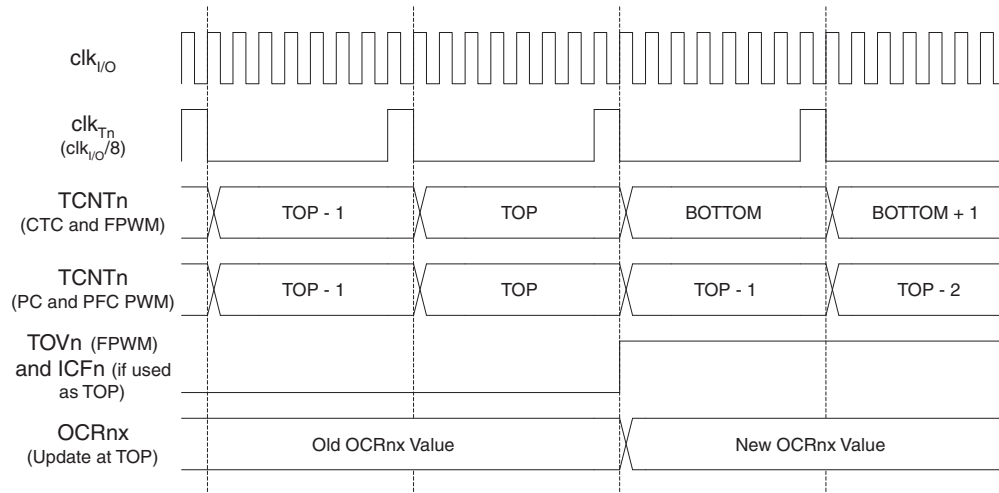 clkI/O
clkTn
(clkI/O/8)
TCNTn
(CTC and FPWM)
TOP - 1
TOP
BOTTOM
BOTTOM + 1
TCNTn
(PC and PFC PWM)
TOP - 1
TOP
TOP - 1
TOP - 2
TOVn (FPWM)
and ICFn (if used
as TOP)
OCRnx
(Update at TOP)
Old OCRnx Value
New OCRnx Value